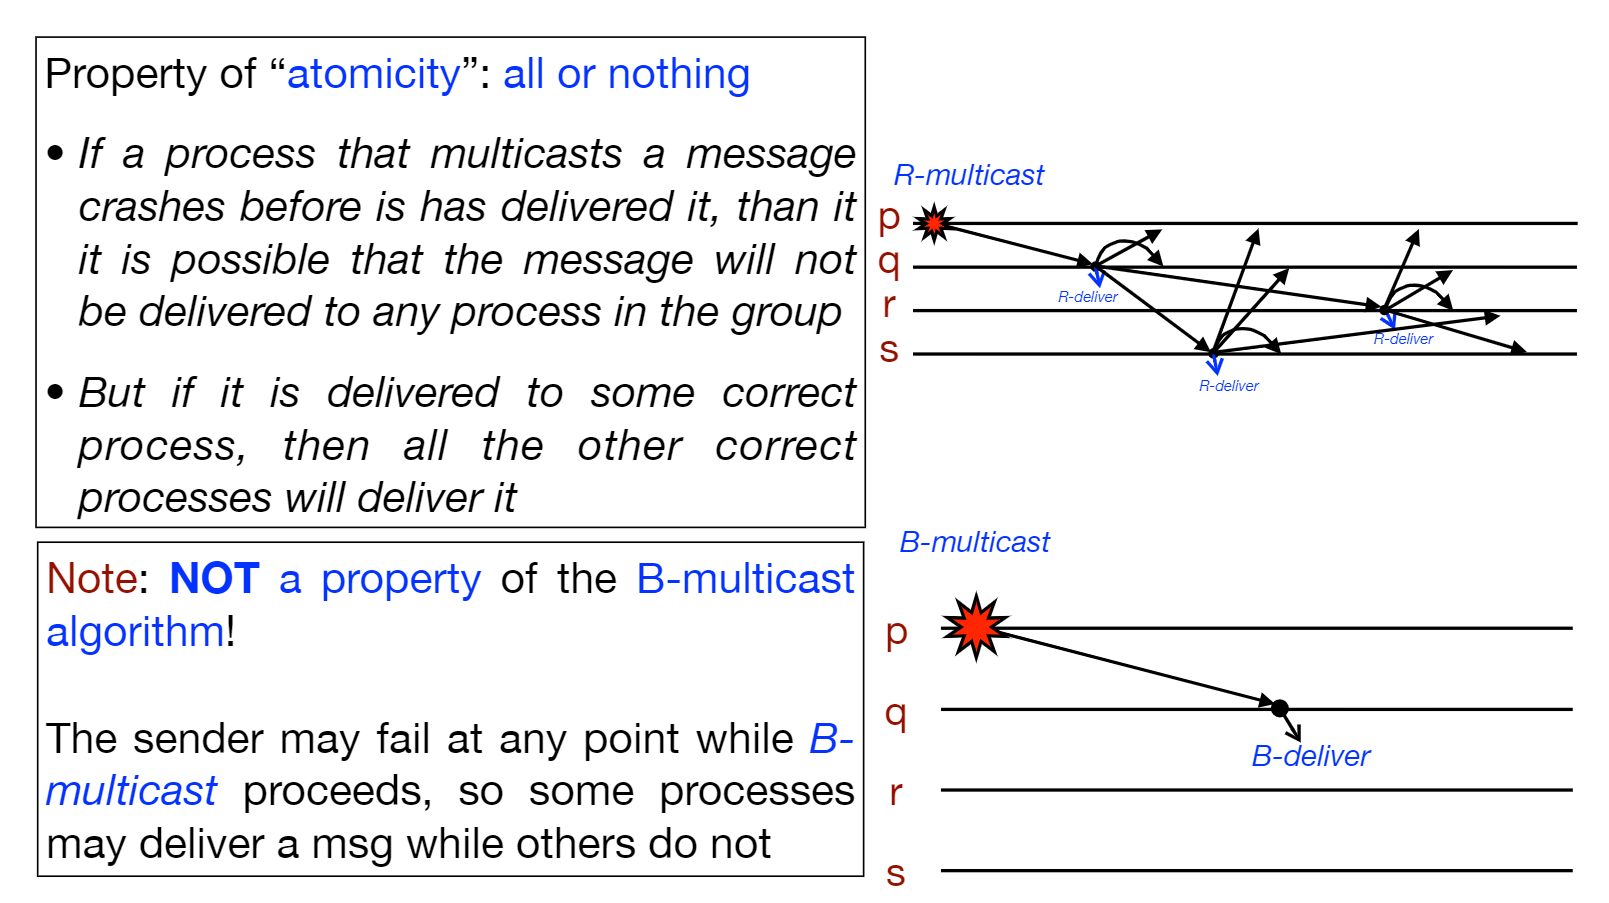 Property of “atomicity”: all or nothing
• If a process that multicasts a message
crashes before is has delivered it, than it
it is possible that the message will not
be delivered to any process in the group
• But if it is delivered to some correct
process, then all the other correct
processes will deliver it
Note: NOT a property of the B-multicast
algorithm!
The sender may fail at any point while B-
multicast proceeds, so some processes
may deliver a msg while others do not
R-multicast
p
q
R-deliver
r
R-deliver
s
R-deliver
B-multicast
p
q
B-deliver
r
s